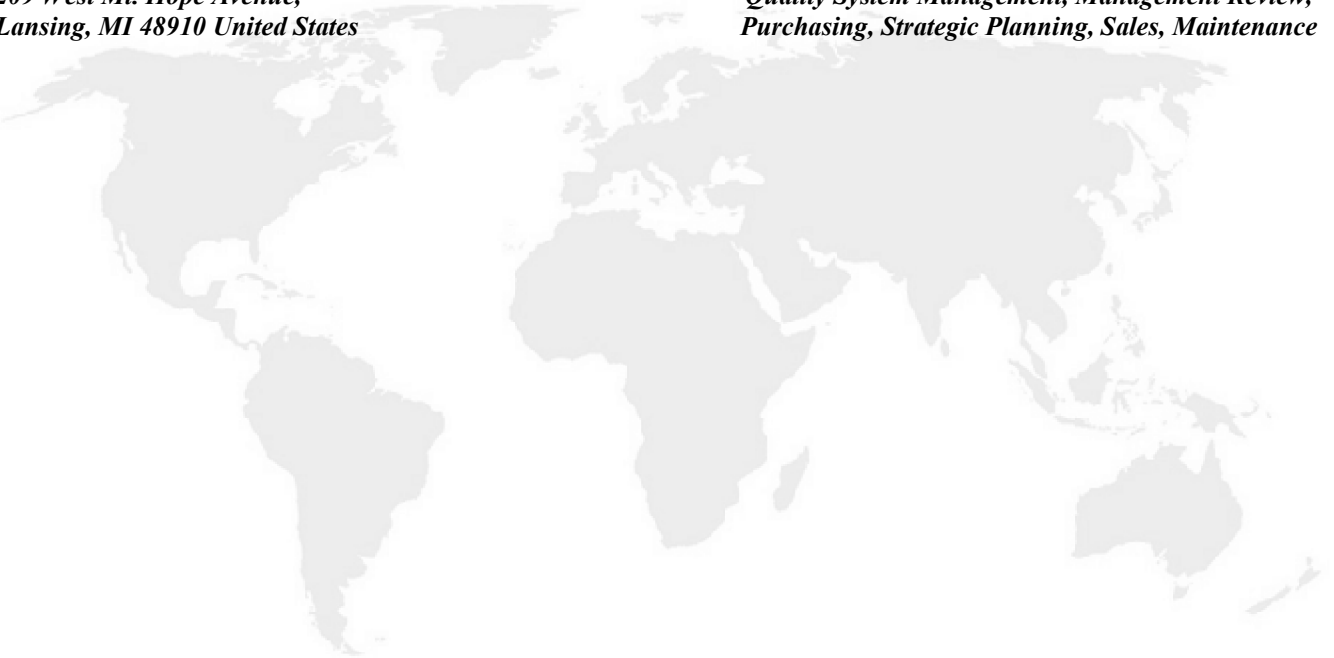 209 West Mt. Hope Avenue,
Lansing, MI 48910 United States
Quality System Management, Management Review,
Purchasing, Strategic Planning, Sales, Maintenance